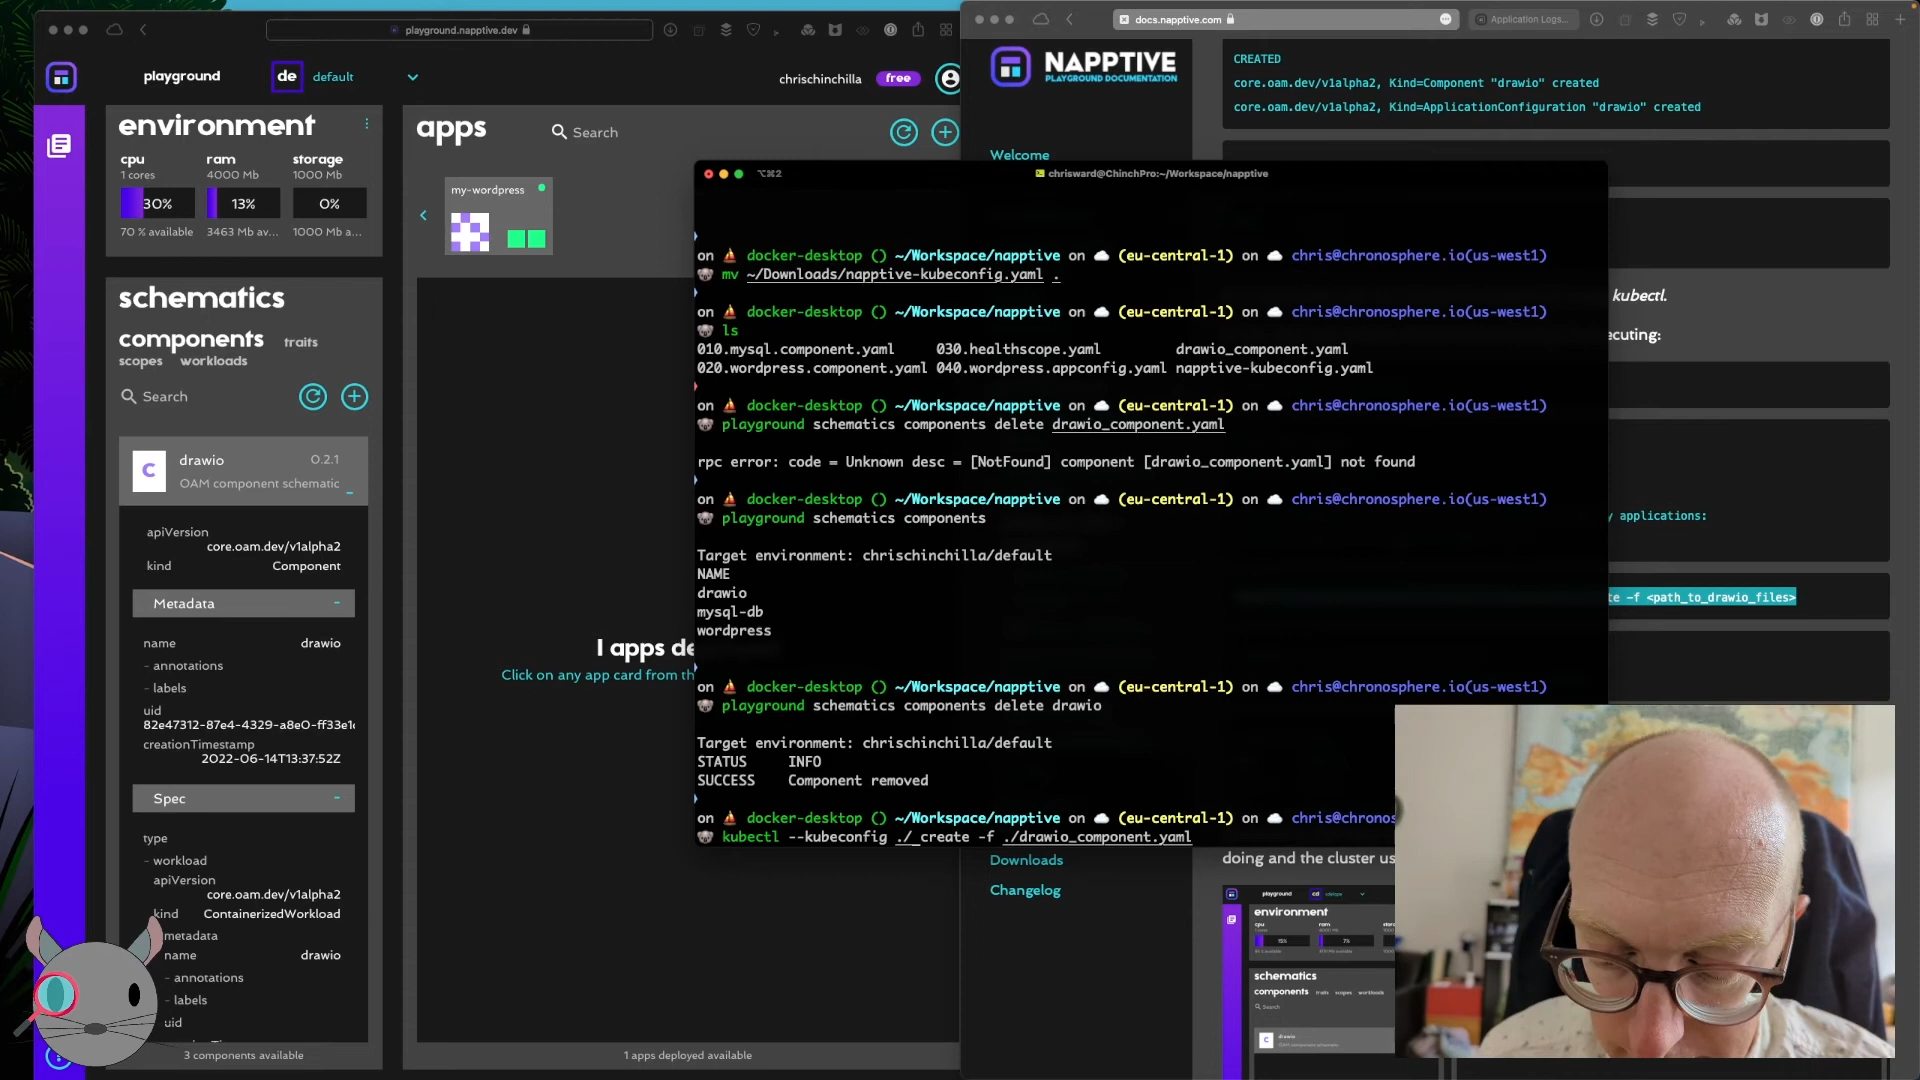 playground.napptive.dev
playground
de
default
chrischinchilla
free
environment
cpu
1 cores
30%
70 % available
ram
4000 Mb
13%
3463 Mb av...
storage
1000 Mb
0%
1000 Mb a...
schematics
components
traits
scopes
workloads
Search
C
drawio
0.2.1
OAM component schematic
apiVersion
core.oam.dev/v1alpha2
kind
Component
Metadata
name
drawio
- annotations
- labels
uid
82e47312-87e4-4329-a8e0-ff33e1
creationTimestamp
2022-06-14T13:37:52Z
Spec
type
- workload
apiVersion
core.oam.dev/v1alpha2
kind
ContainerizedWorkload
metadata
name
drawio
- annotations
- labels
uid
3 components available
apps
Search
my-wordpress
1 apps de
Click on any app card from th
1 apps deployed available
⌥⌘2
chrisward@ChinchPro:~/Workspace/napptive
on docker-desktop () ~/Workspace/napptive on (eu-central-1) on chris@chronosphere.io(us-west1)
mv ~/Downloads/napptive-kubeconfig.yaml .
on docker-desktop () ~/Workspace/napptive on (eu-central-1) on chris@chronosphere.io(us-west1)
ls
010.mysql.component.yaml 030.healthscope.yaml drawio_component.yaml
020.wordpress.component.yaml 040.wordpress.appconfig.yaml napptive-kubeconfig.yaml
on docker-desktop () ~/Workspace/napptive on (eu-central-1) on chris@chronosphere.io(us-west1)
playground schematics components delete drawio_component.yaml
rpc error: code = Unknown desc = [NotFound] component [drawio_component.yaml] not found
on docker-desktop () ~/Workspace/napptive on (eu-central-1) on chris@chronosphere.io(us-west1)
playground schematics components
Target environment: chrischinchilla/default
NAME
drawio
mysql-db
wordpress
on docker-desktop () ~/Workspace/napptive on (eu-central-1) on chris@chronosphere.io(us-west1)
playground schematics components delete drawio
Target environment: chrischinchilla/default
STATUS INFO
SUCCESS Component removed
on docker-desktop () ~/Workspace/napptive on (eu-central-1) on chris@chronos
kubectl --kubeconfig ./_create -f ./drawio_component.yaml
docs.napptive.com
Application Logs...
NAPPTIVE
PLAYGROUND DOCUMENTATION
Welcome
Downloads
Changelog
CREATED
core.oam.dev/v1alpha2, Kind=Component "drawio" created
core.oam.dev/v1alpha2, Kind=ApplicationConfiguration "drawio" created
kubectl.
ecuting:
y applications:
te -f <path_to_drawio_files>
doing and the cluster us
playground
environment
cpu
ram
15%
7%
schematics
components
traits
scopes
workloads
Search
drawio